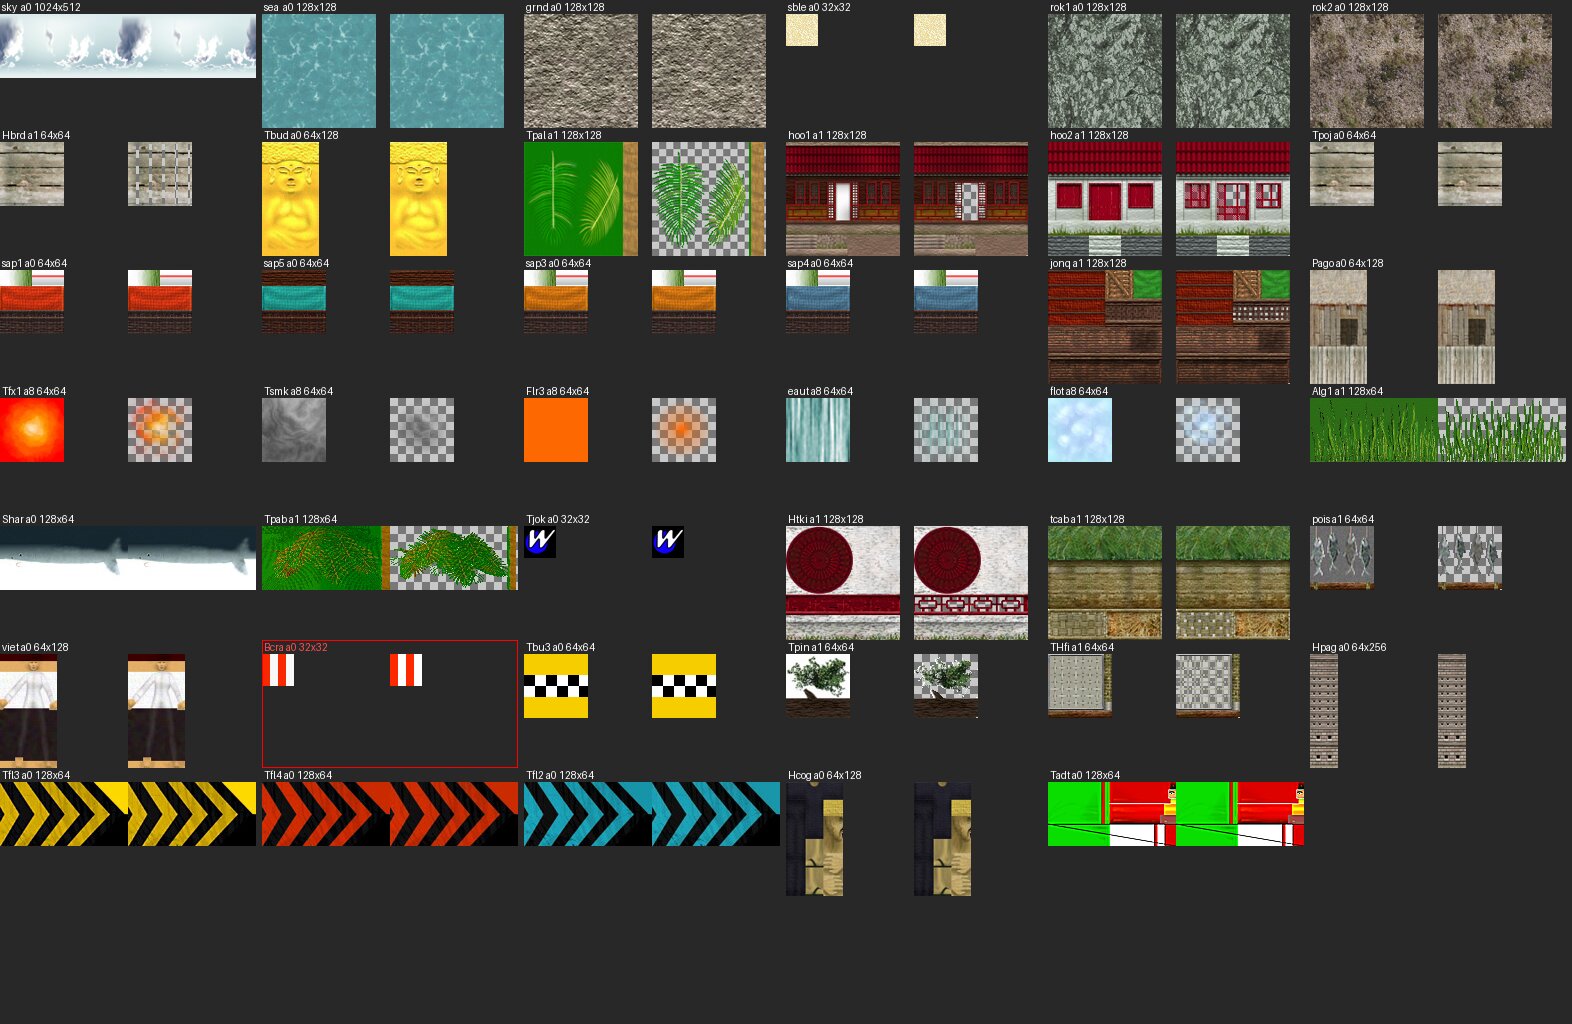 sky a0 1024x512
sea a0 128x128
grnd a0 128x128
sble a0 32x32
rok1 a0 128x128
rok2 a0 128x128
Hbrd a1 64x64
Tbud a0 64x128
Tpal a1 128x128
hoo1 a1 128x128
hoo2 a1 128x128
Tpoj a0 64x64
sap1 a0 64x64
sap5 a0 64x64
sap3 a0 64x64
sap4 a0 64x64
jonq a1 128x128
Pago a0 64x128
Tfx1 a8 64x64
Tsmk a8 64x64
Flr3 a8 64x64
eaut a8 64x64
flot a8 64x64
Alg1 a1 128x64
Shar a0 128x64
Tpab a1 128x64
Tjok a0 32x32
Htki a1 128x128
tcab a1 128x128
pois a1 64x64
W
W
viet a0 64x128
Bcra a0 32x32
Tbu3 a0 64x64
Tpin a1 64x64
THfi a1 64x64
Hpag a0 64x256
Tfl3 a0 128x64
Tfl4 a0 128x64
Tfl2 a0 128x64
Hcog a0 64x128
Tadt a0 128x64